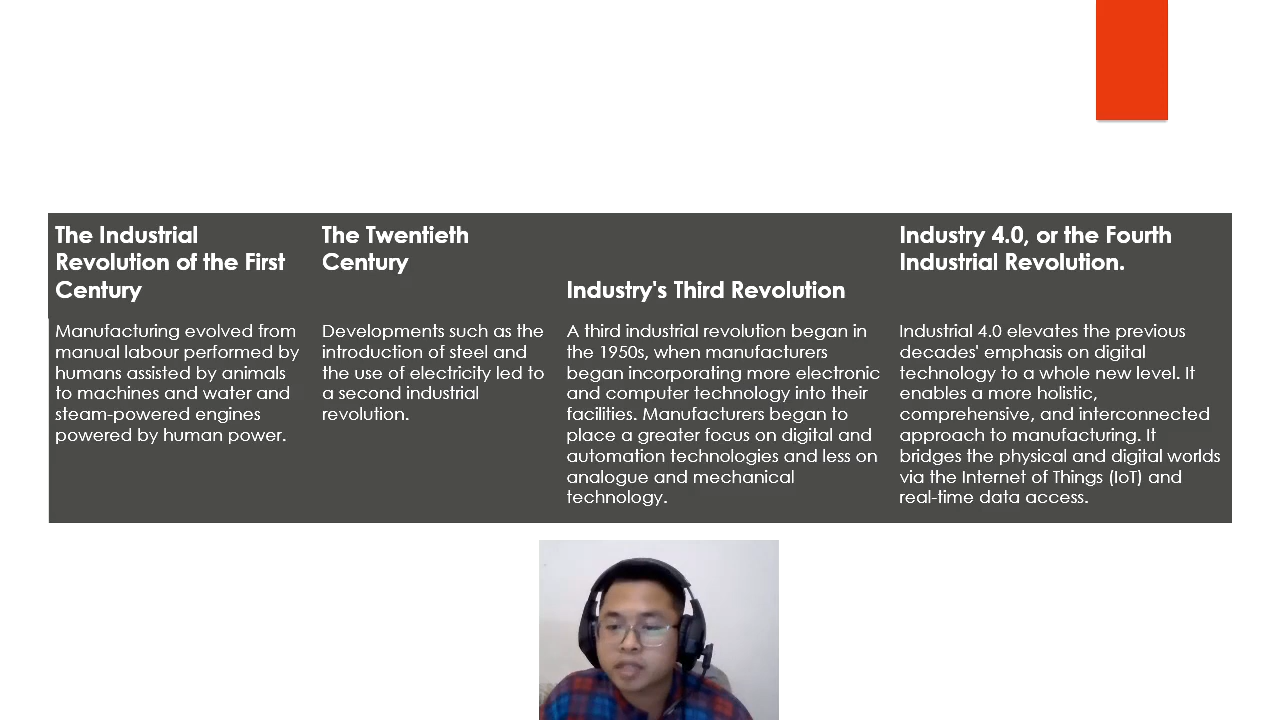 The Industrial
Revolution of the First
Century
Manufacturing evolved from
manual labour performed by
humans assisted by animals
to machines and water and
steam-powered engines
powered by human power.
The Twentieth
Century
Developments such as the
introduction of steel and
the use of electricity led to
a second industrial
revolution.
Industry's Third Revolution
A third industrial revolution began in
the 1950s, when manufacturers
began incorporating more electronic
and computer technology into their
facilities. Manufacturers began to
place a greater focus on digital and
automation technologies and less on
analogue and mechanical
technology.
Industry 4.0, or the Fourth
Industrial Revolution.
Industrial 4.0 elevates the previous
decades' emphasis on digital
technology to a whole new level. It
enables a more holistic,
comprehensive, and interconnected
approach to manufacturing. It
bridges the physical and digital worlds
via the Internet of Things (IoT) and
real-time data access.